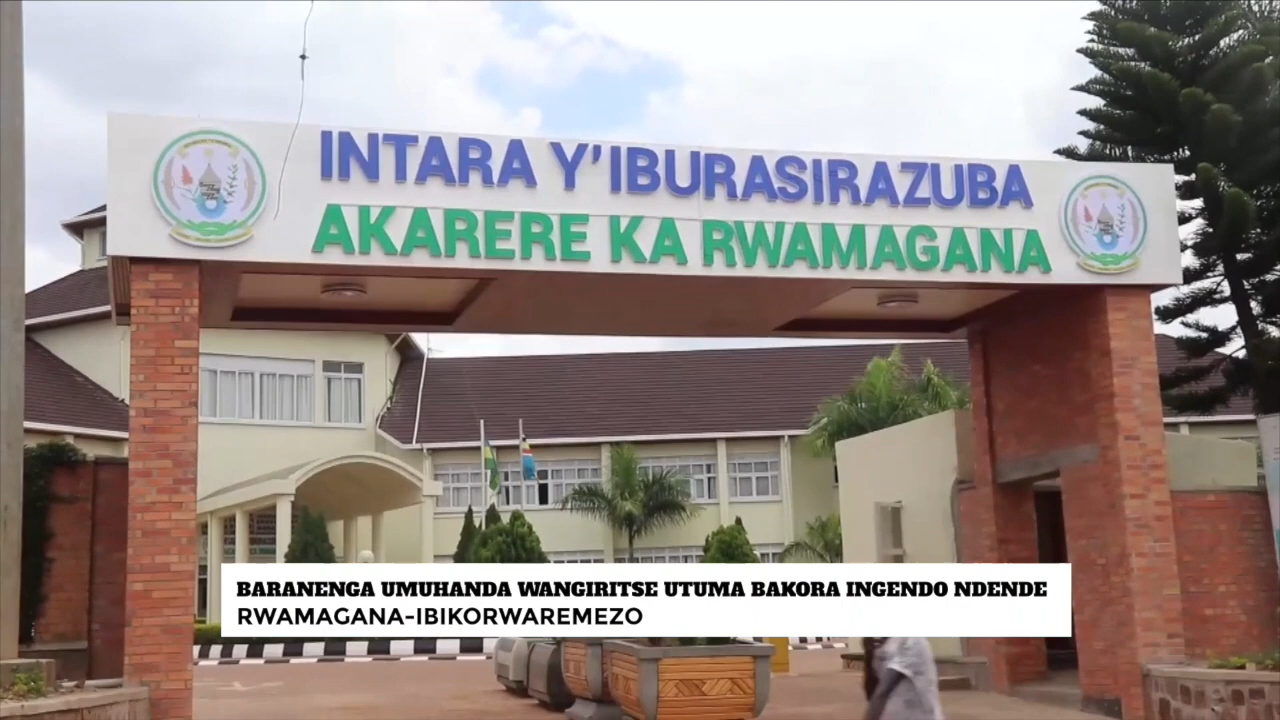 INTARA Y'IBURASIRAZUBA
AKARERE KA RWAMAGANA
BARANENGA UMUHANDA WANGIRITSE UTUMA BAKORA INGENDO NDENDE
RWAMAGANA-IBIKORWAREMEZO